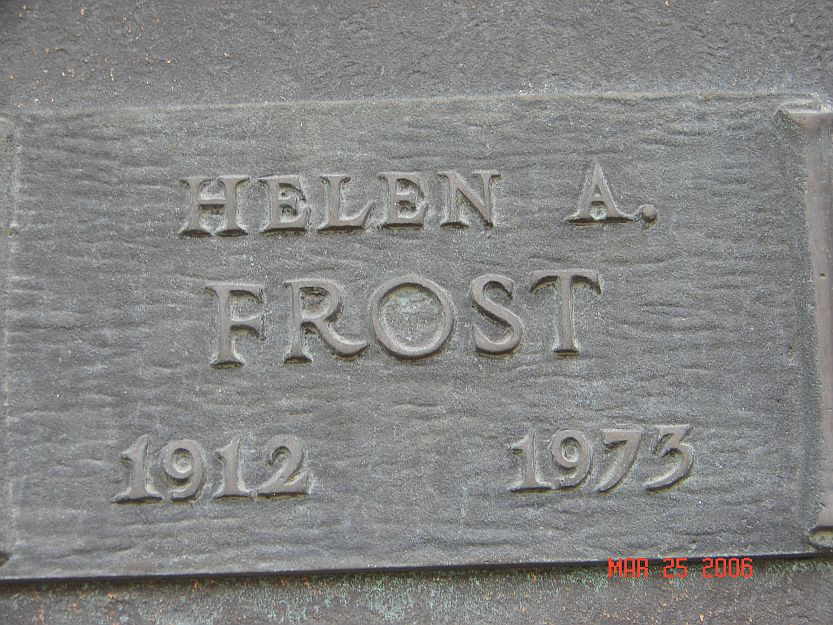 HELEN A.
FROST
1912 1973
MAR 25 2006